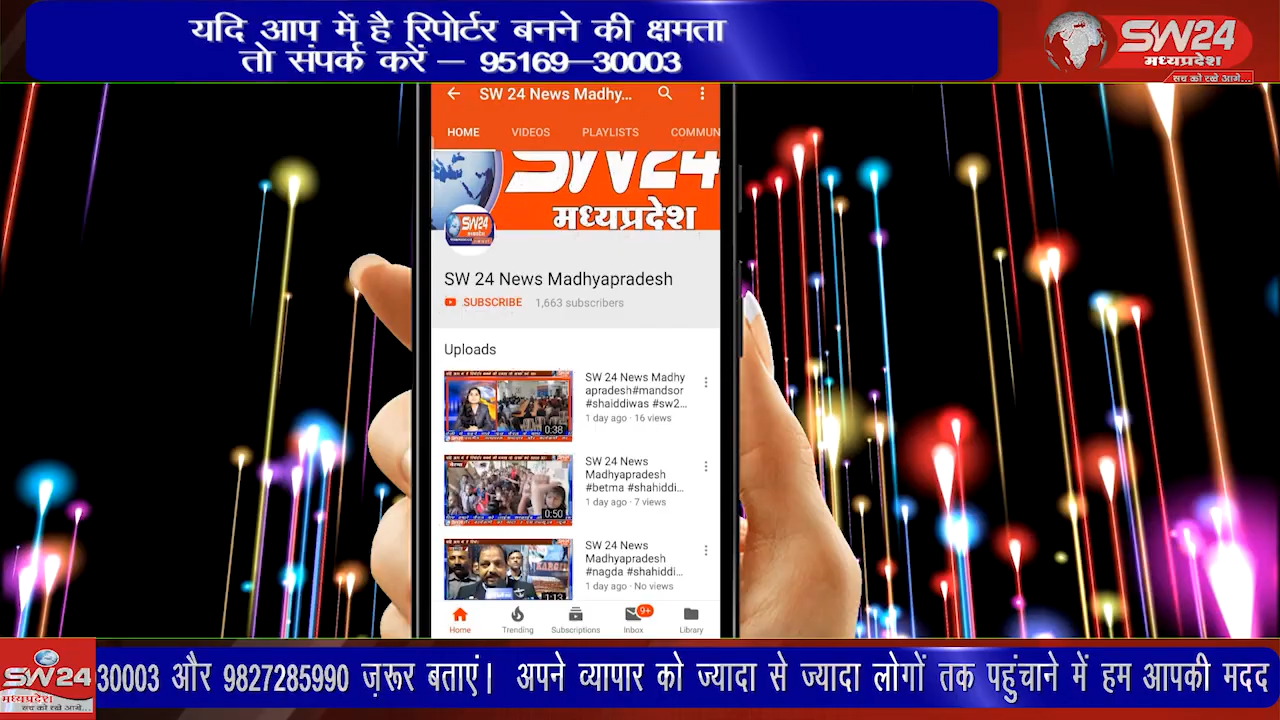 यदि आप में है रिपोर्टर बनने की क्षमता
तो संपर्क करें – 95169–30003
SW24
मध्यप्रदेश
सच को रखे आगे...
SW 24 News Madhy...
HOME VIDEOS PLAYLISTS COMMUN
SW24
मध्यप्रदेश
SW24
SW 24 News Madhyapradesh
SUBSCRIBE 1,663 subscribers
Uploads
SW 24 News Madhy
apradesh#mandsor
#shaiddiwas #sw2...
1 day ago · 16 views
0:38
SW 24 News
Madhyapradesh
#betma #shahiddi...
1 day ago · 7 views
0:50
SW 24 News
Madhyapradesh
#nagda #shahiddi...
1 day ago · No views
1:13
Home Trending Subscriptions Inbox Library
9+
SW24
मध्यप्रदेश
सच को रखे आगे...
30003 और 9827285990 ज़रूर बताएं। अपने व्यापार को ज्यादा से ज्यादा लोगों तक पहुंचाने में हम आपकी मदद